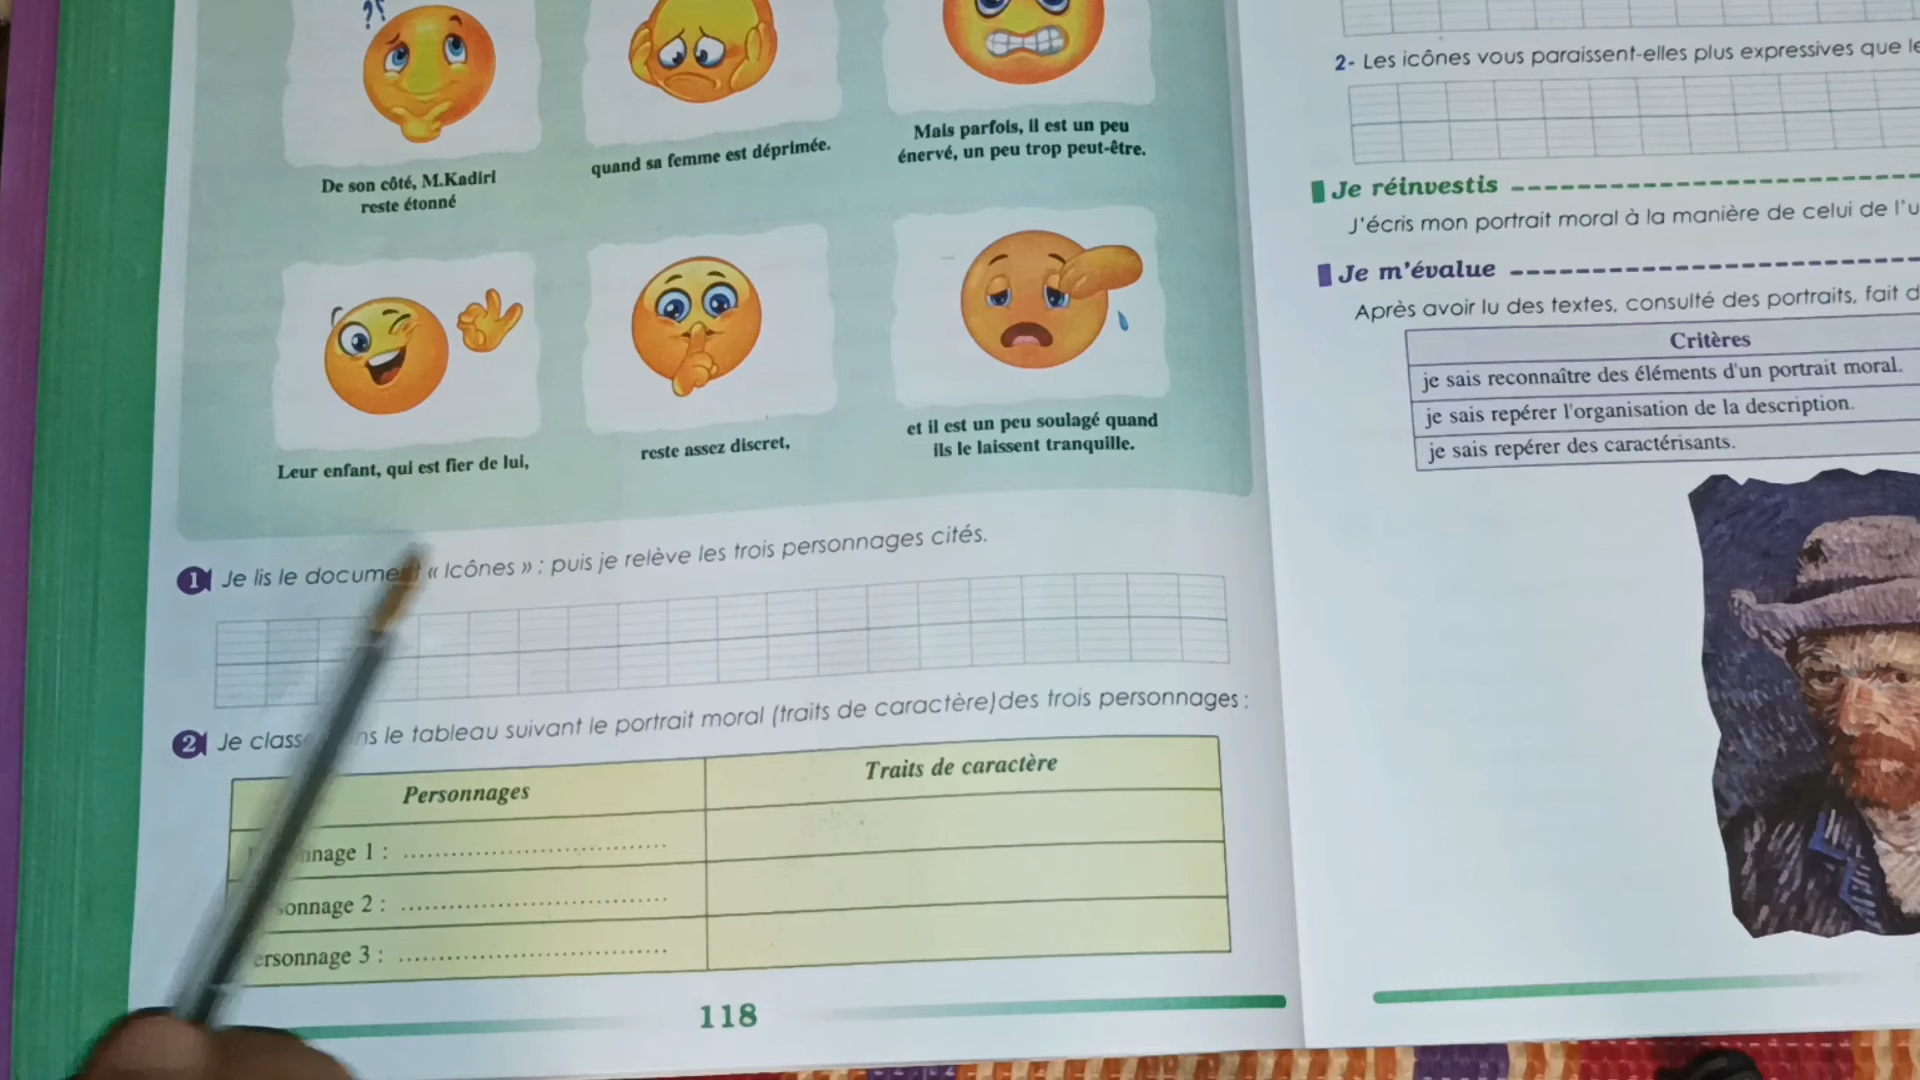 ??
De son côté, M.Kadiri
reste étonné
quand sa femme est déprimée.
Mais parfois, il est un peu
énervé, un peu trop peut-être.
Leur enfant, qui est fier de lui,
reste assez discret,
et il est un peu soulagé quand
ils le laissent tranquille.
1 Je lis le document « Icônes » : puis je relève les trois personnages cités.
2 Je classe ns le tableau suivant le portrait moral (traits de caractère)des trois personnages :
Personnages
Traits de caractère
nnage 1 : ........................................
sonnage 2 : ........................................
ersonnage 3 : ........................................
118
2- Les icônes vous paraissent-elles plus expressives que le
Je réinvestis
J'écris mon portrait moral à la manière de celui de l'u
Je m'évalue
Après avoir lu des textes, consulté des portraits, fait d
Critères
je sais reconnaître des éléments d'un portrait moral.
je sais repérer l'organisation de la description.
je sais repérer des caractérisants.